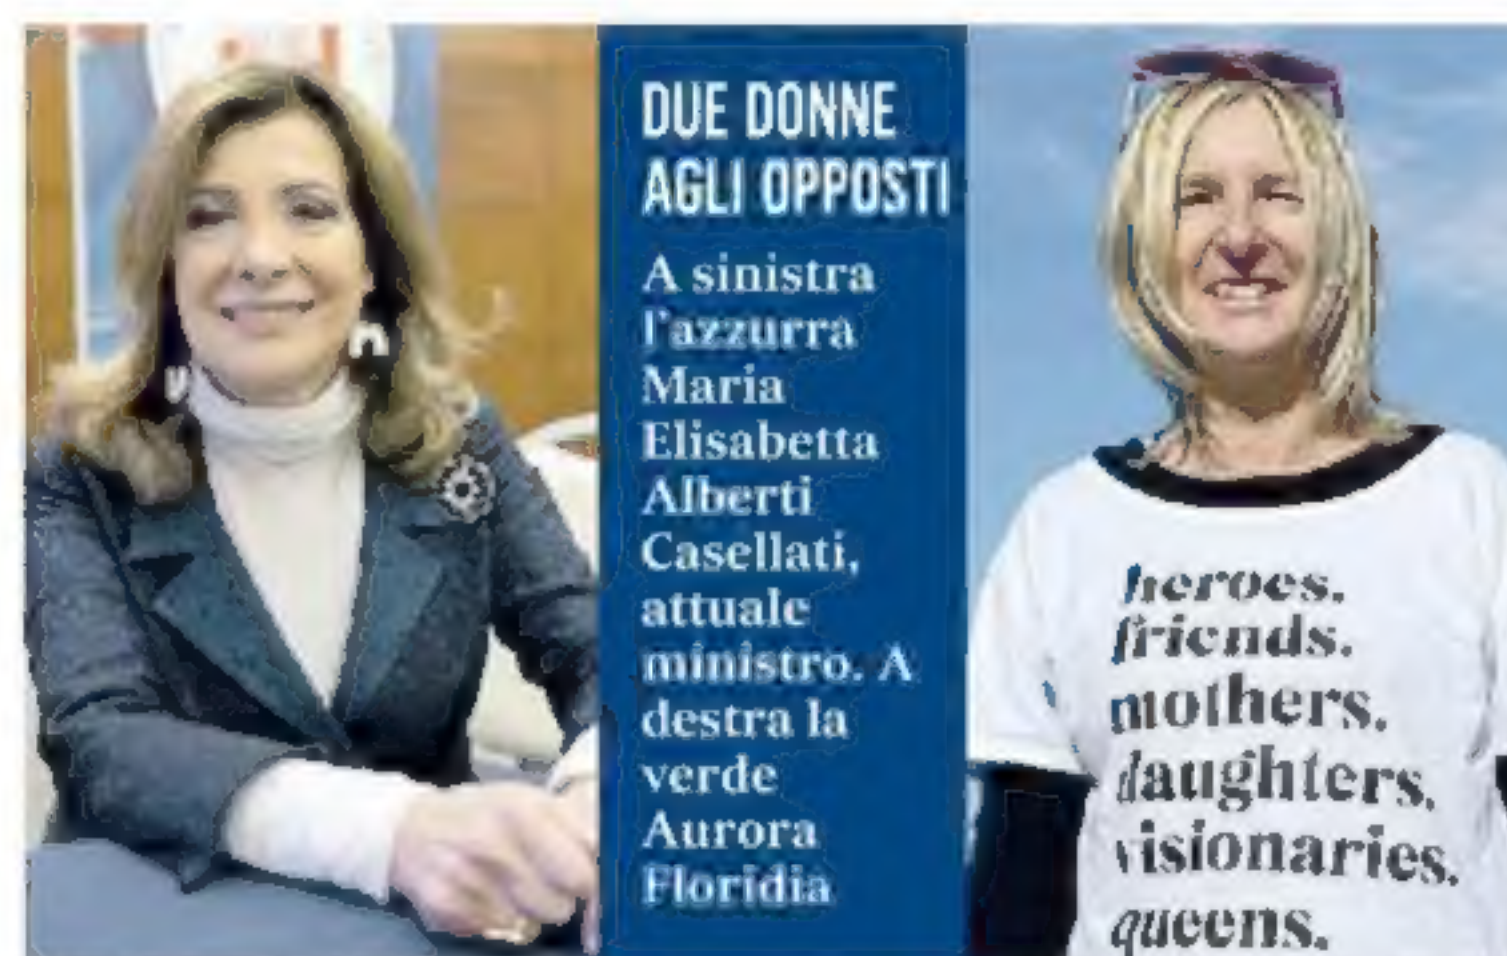 DUE DONNE
AGLI OPPOSTI
A sinistra
l'azzurra
Maria
Elisabetta
Alberti
Casellati,
attuale
ministro. A
destra la
verde
Aurora
Floridia
heroes.
friends.
mothers.
daughters.
visionaries.
queens.